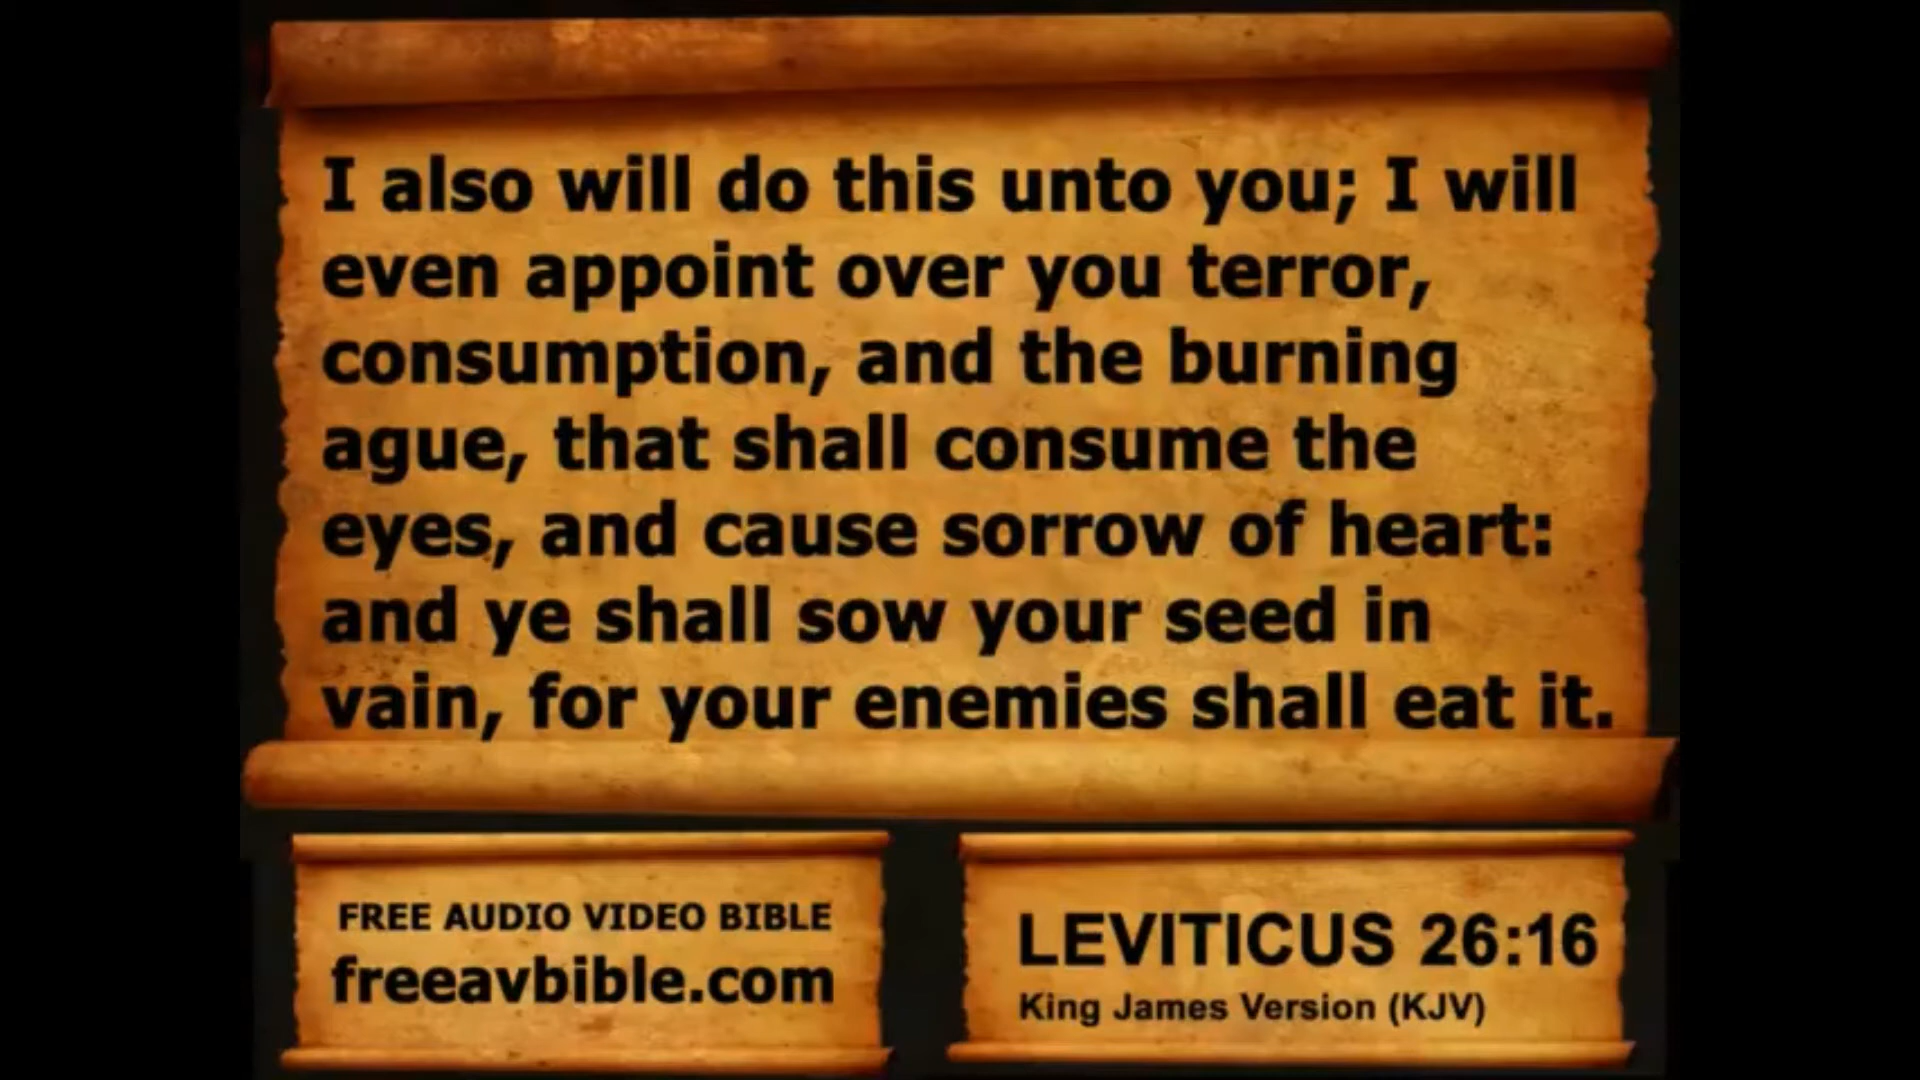 I also will do this unto you; I will
even appoint over you terror,
consumption, and the burning
ague, that shall consume the
eyes, and cause sorrow of heart:
and ye shall sow your seed in
vain, for your enemies shall eat it.
FREE AUDIO VIDEO BIBLE
freeavbible.com
LEVITICUS 26:16
King James Version (KJV)